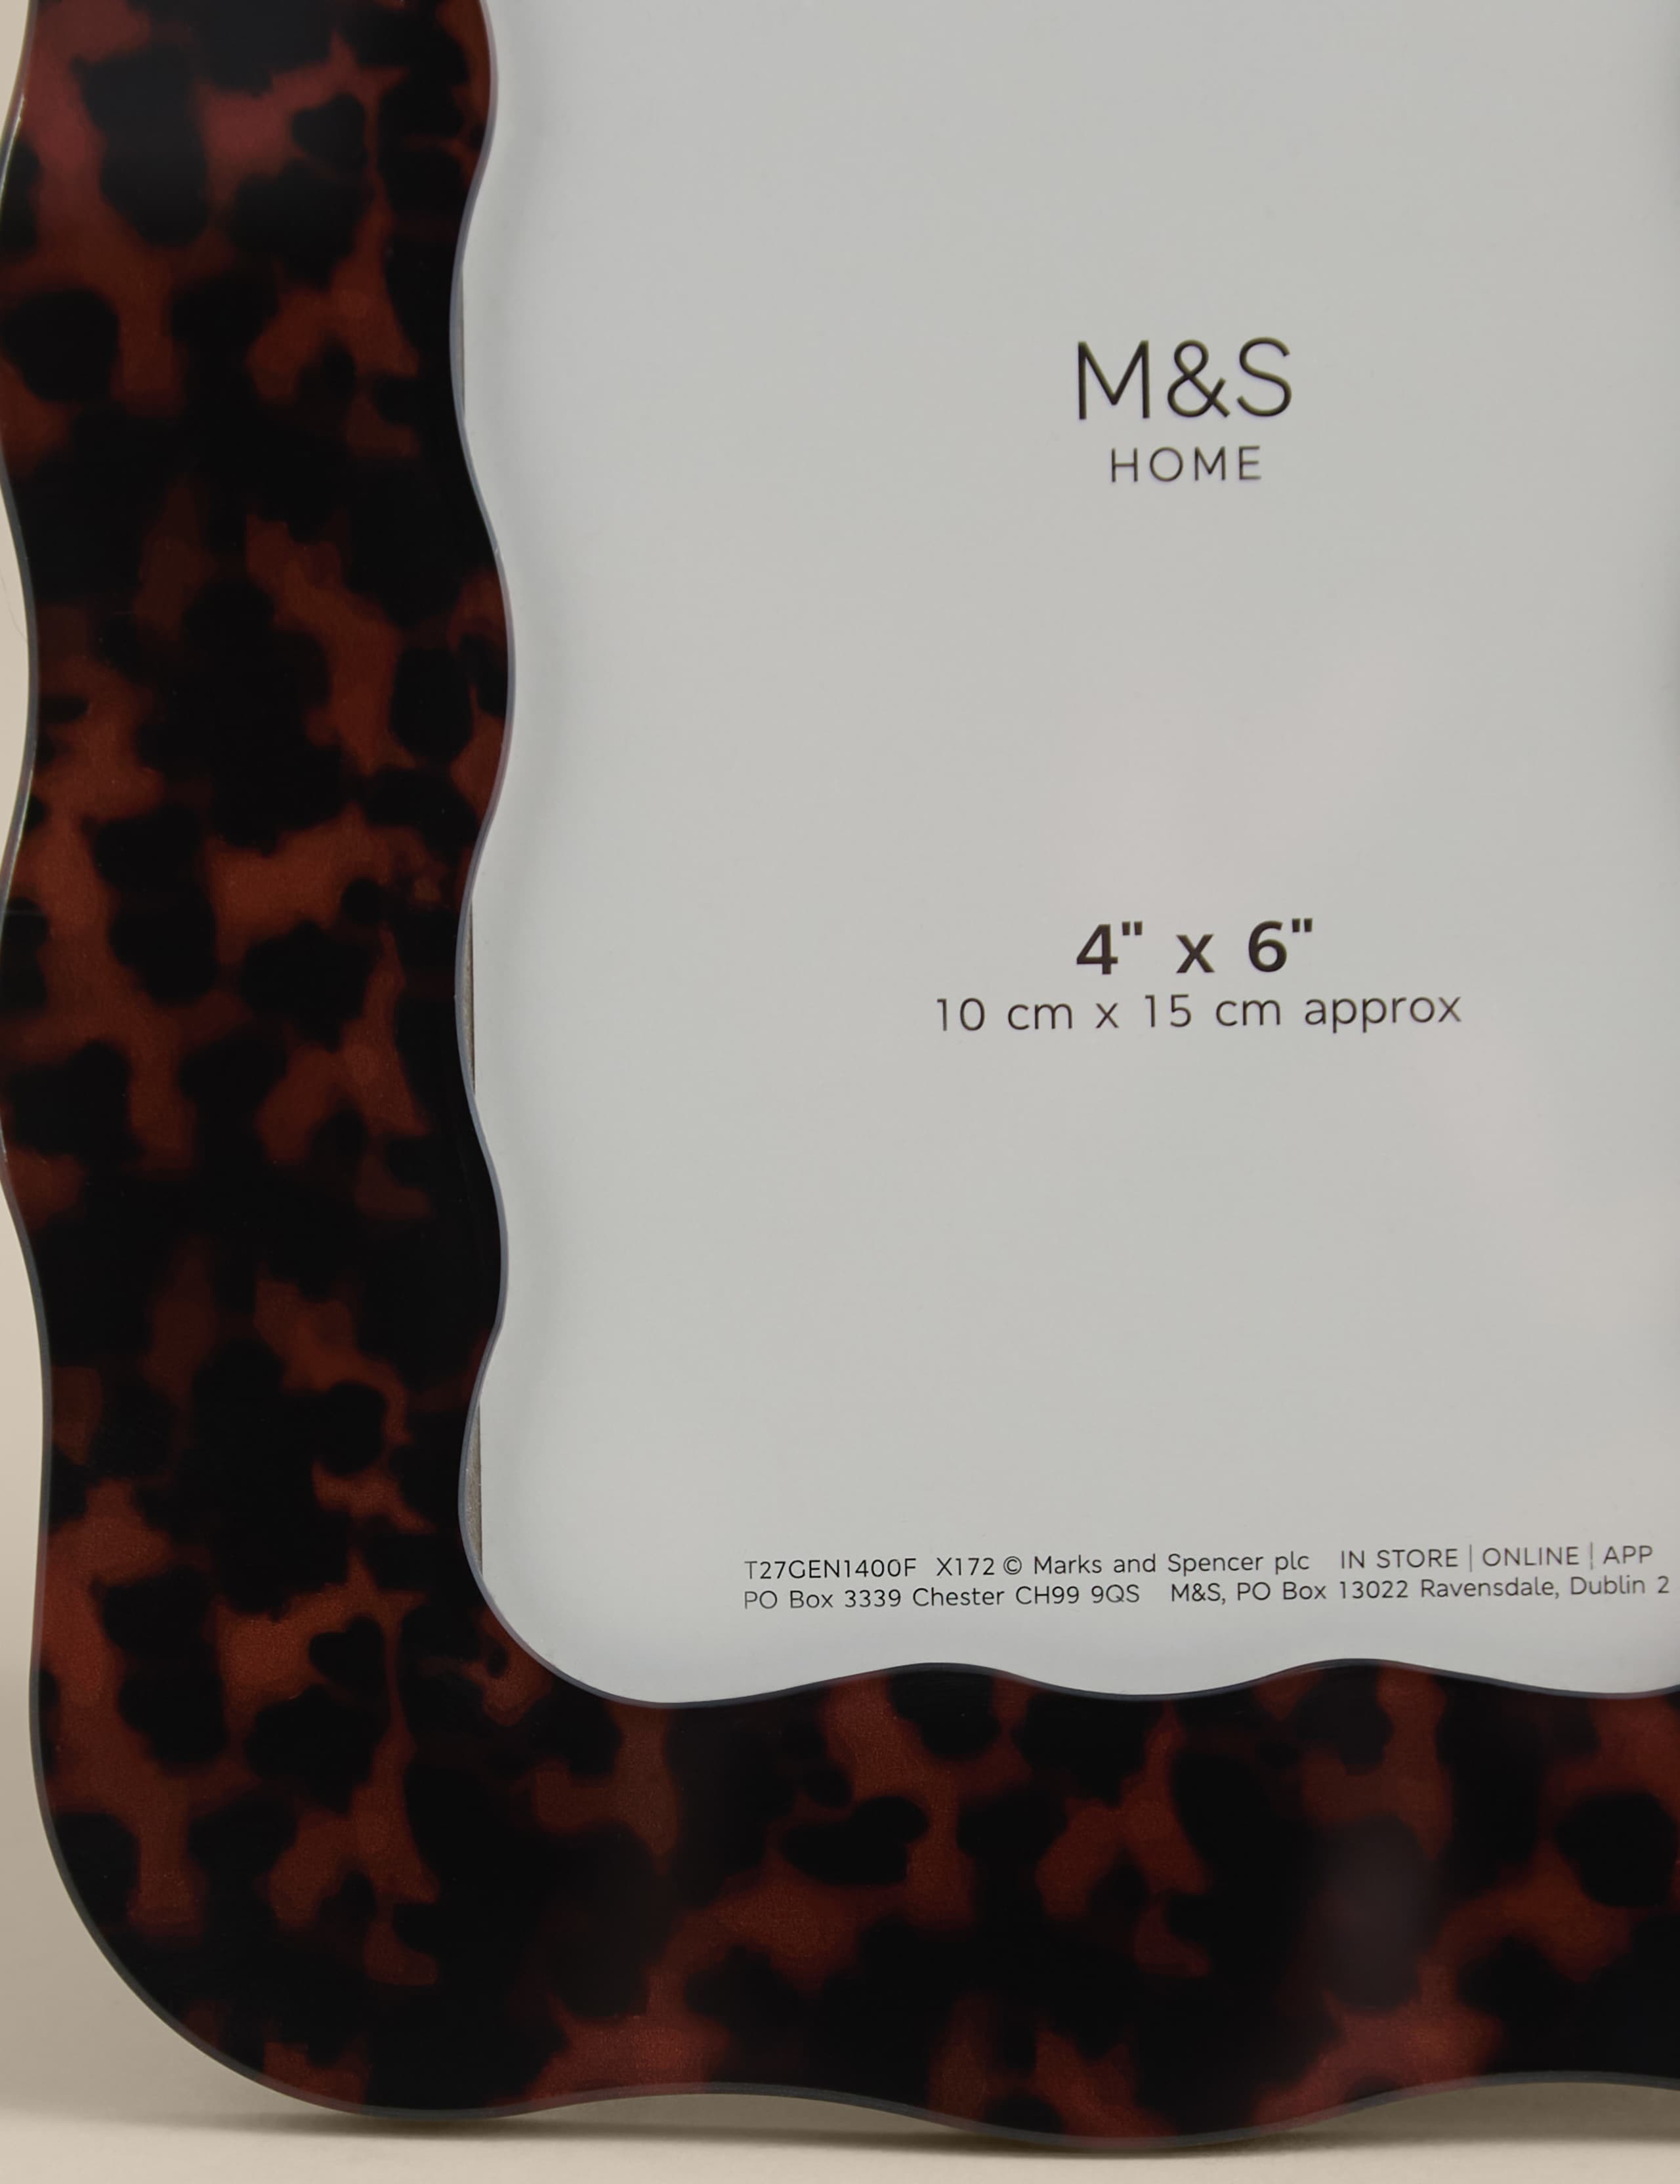 M&S
HOME
4" x 6"
10 cm x 15 cm approx
T27GEN1400F X172 © Marks and Spencer plc IN STORE | ONLINE | APP
PO Box 3339 Chester CH99 9QS M&S, PO Box 13022 Ravensdale, Dublin 2